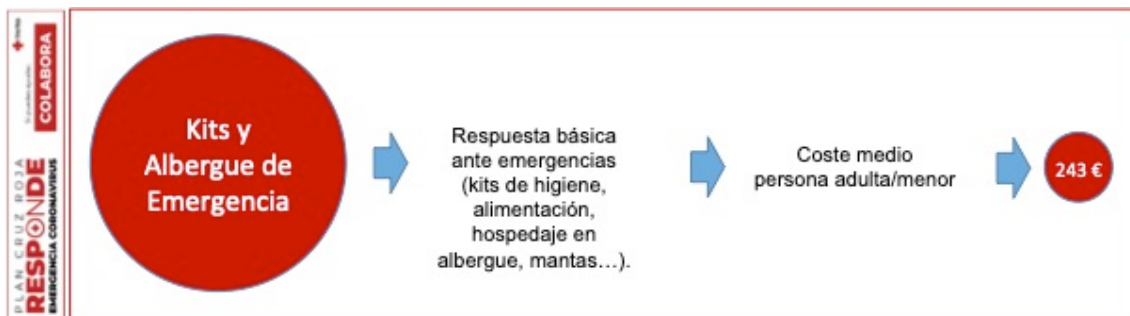 PLAN CRUZ ROJA
RESPONDE
EMERGENCIA CORONAVIRUS
COLABORA
Kits y
Albergue de
Emergencia
Respuesta básica
ante emergencias
(kits de higiene,
alimentación,
hospedaje en
albergue, mantas…).
Coste medio
persona adulta/menor
243 €